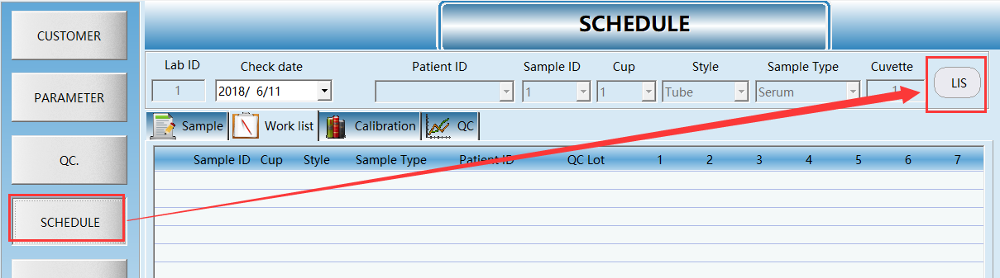 CUSTOMER
PARAMETER
QC.
SCHEDULE
SCHEDULE
Lab ID Check date Patient ID Sample ID Cup Style Sample Type Cuvette
1 2018/ 6/11 1 1 Tube Serum 1 LIS
Sample Work list Calibration QC
Sample ID Cup Style Sample Type Patient ID QC Lot 1 2 3 4 5 6 7